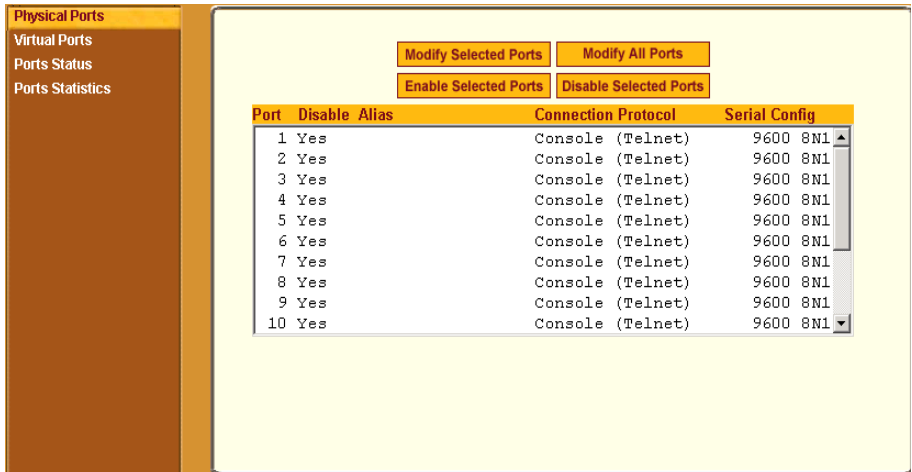 Physical Ports
Virtual Ports
Ports Status
Ports Statistics
Modify Selected Ports Modify All Ports
Enable Selected Ports Disable Selected Ports
Port Disable Alias Connection Protocol Serial Config
1 Yes Console (Telnet) 9600 8N1
2 Yes Console (Telnet) 9600 8N1
3 Yes Console (Telnet) 9600 8N1
4 Yes Console (Telnet) 9600 8N1
5 Yes Console (Telnet) 9600 8N1
6 Yes Console (Telnet) 9600 8N1
7 Yes Console (Telnet) 9600 8N1
8 Yes Console (Telnet) 9600 8N1
9 Yes Console (Telnet) 9600 8N1
10 Yes Console (Telnet) 9600 8N1